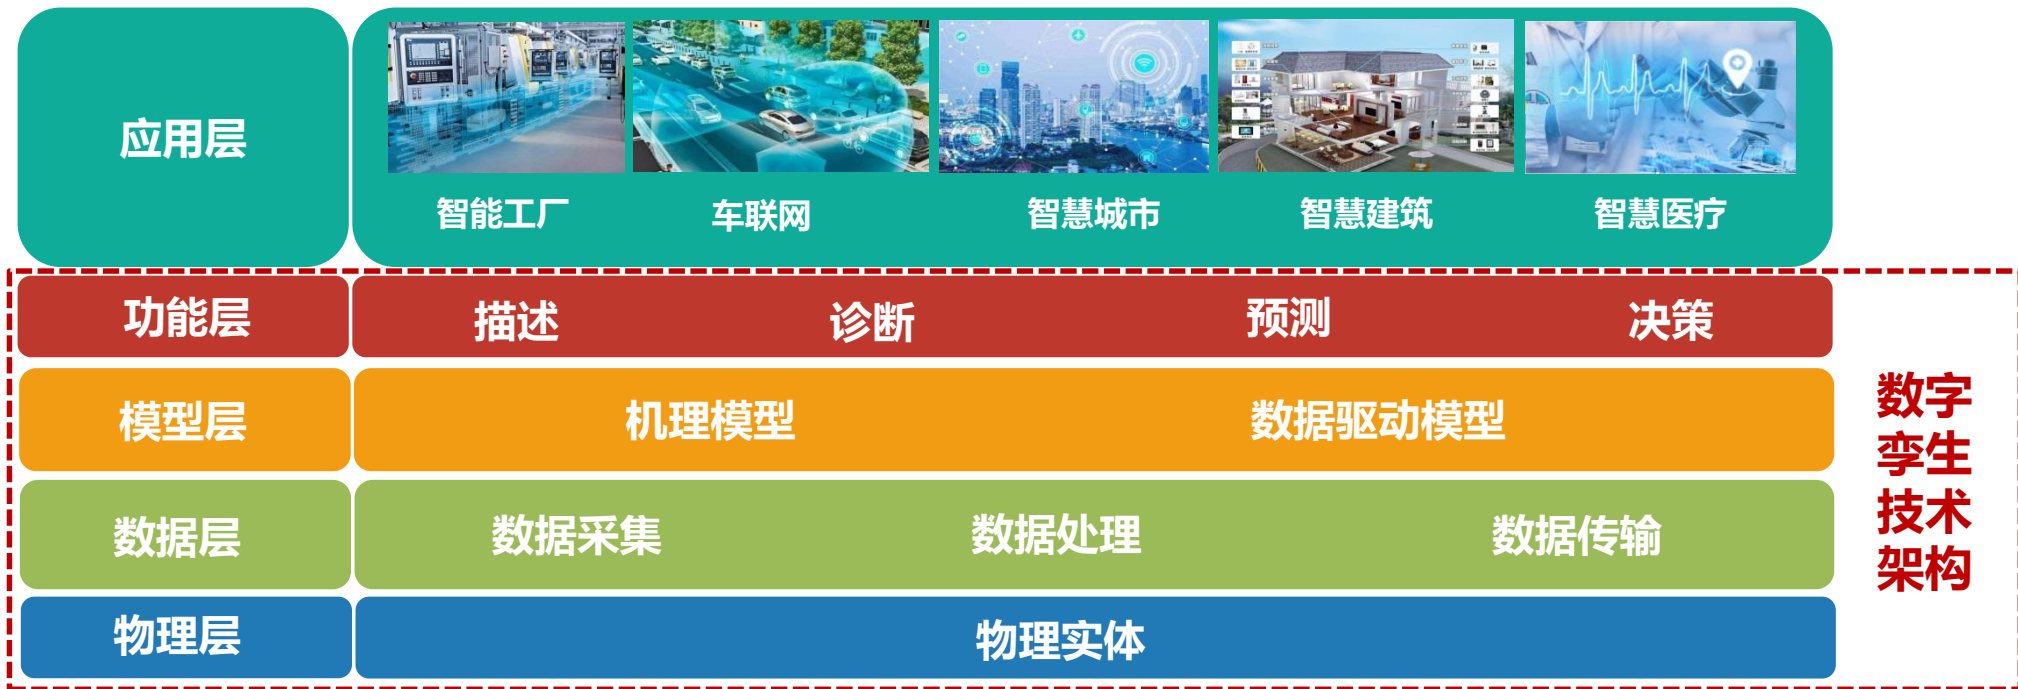 应用层
智能工厂
车联网
智慧城市
智慧建筑
智慧医疗
功能层
描述
诊断
预测
决策
模型层
机理模型
数据驱动模型
数据层
数据采集
数据处理
数据传输
物理层
物理实体
数字
孪生
技术
架构